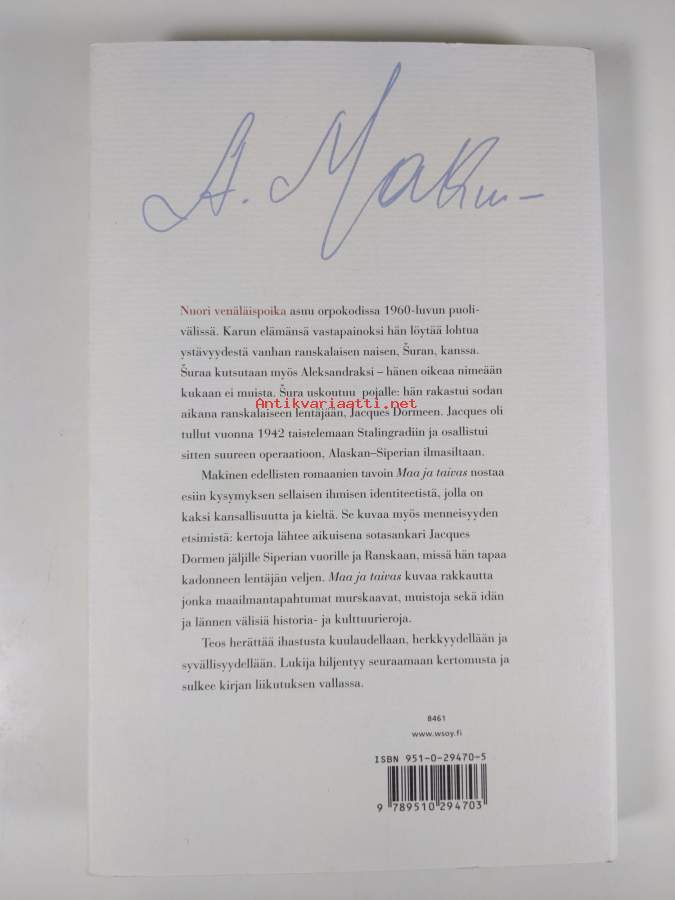 A. Makin
Nuori venäläispoika asuu orpokodissa 1960-luvun puoli-
välissä. Karun elämänsä vastapainoksi hän löytää lohtua
ystävyydestä vanhan ranskalaisen naisen, Šuran, kanssa.
Šuraa kutsutaan myös Aleksandraksi – hänen oikeaa nimeään
kukaan ei muista. Šura uskoutuu pojalle: hän rakastui sodan
Antikvariaatti.net
aikana ranskalaiseen lentäjään, Jacques Dormeen. Jacques oli
tullut vuonna 1942 taistelemaan Stalingradiin ja osallistui
sitten suureen operaatioon, Alaskan–Siperian ilmasiltaan.
Makinen edellisten romaanien tavoin Maa ja taivas nostaa
esiin kysymyksen sellaisen ihmisen identiteetistä, jolla on
kaksi kansallisuutta ja kieltä. Se kuvaa myös menneisyyden
etsimistä: kertoja lähtee aikuisena sotasankari Jacques
Dormen jäljille Siperian vuorille ja Ranskaan, missä hän tapaa
kadonneen lentäjän veljen. Maa ja taivas kuvaa rakkautta
jonka maailmantapahtumat murskaavat, muistoja sekä idän
ja lännen välisiä historia- ja kulttuurieroja.
Teos herättää ihastusta kuulaudellaan, herkkyydellään ja
syvällisyydellään. Lukija hiljentyy seuraamaan kertomusta ja
sulkee kirjan liikutuksen vallassa.
8461
www.wsoy.fi
ISBN 951-0-29470-5
9 789510 294703